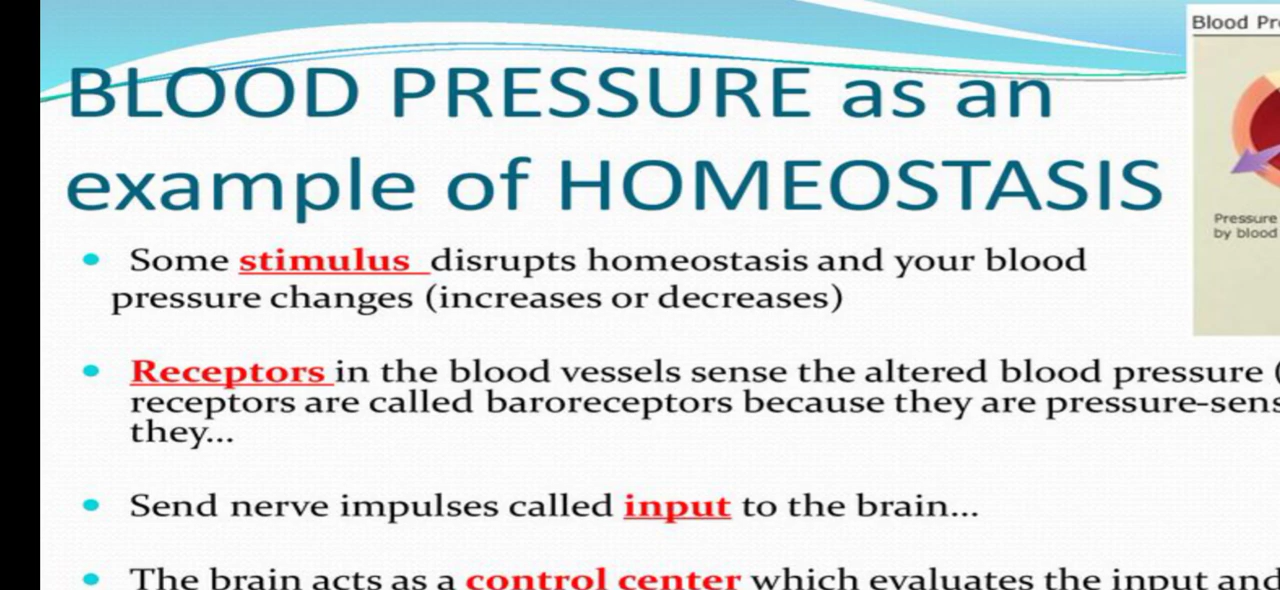 BLOOD PRESSURE as an
example of HOMEOSTASIS
Some stimulus disrupts homeostasis and your blood
pressure changes (increases or decreases)
Receptors in the blood vessels sense the altered blood pressure (
receptors are called baroreceptors because they are pressure-sens
they...
Send nerve impulses called input to the brain...
The brain acts as a control center which evaluates the input and
Blood Pr
Pressure
by blood